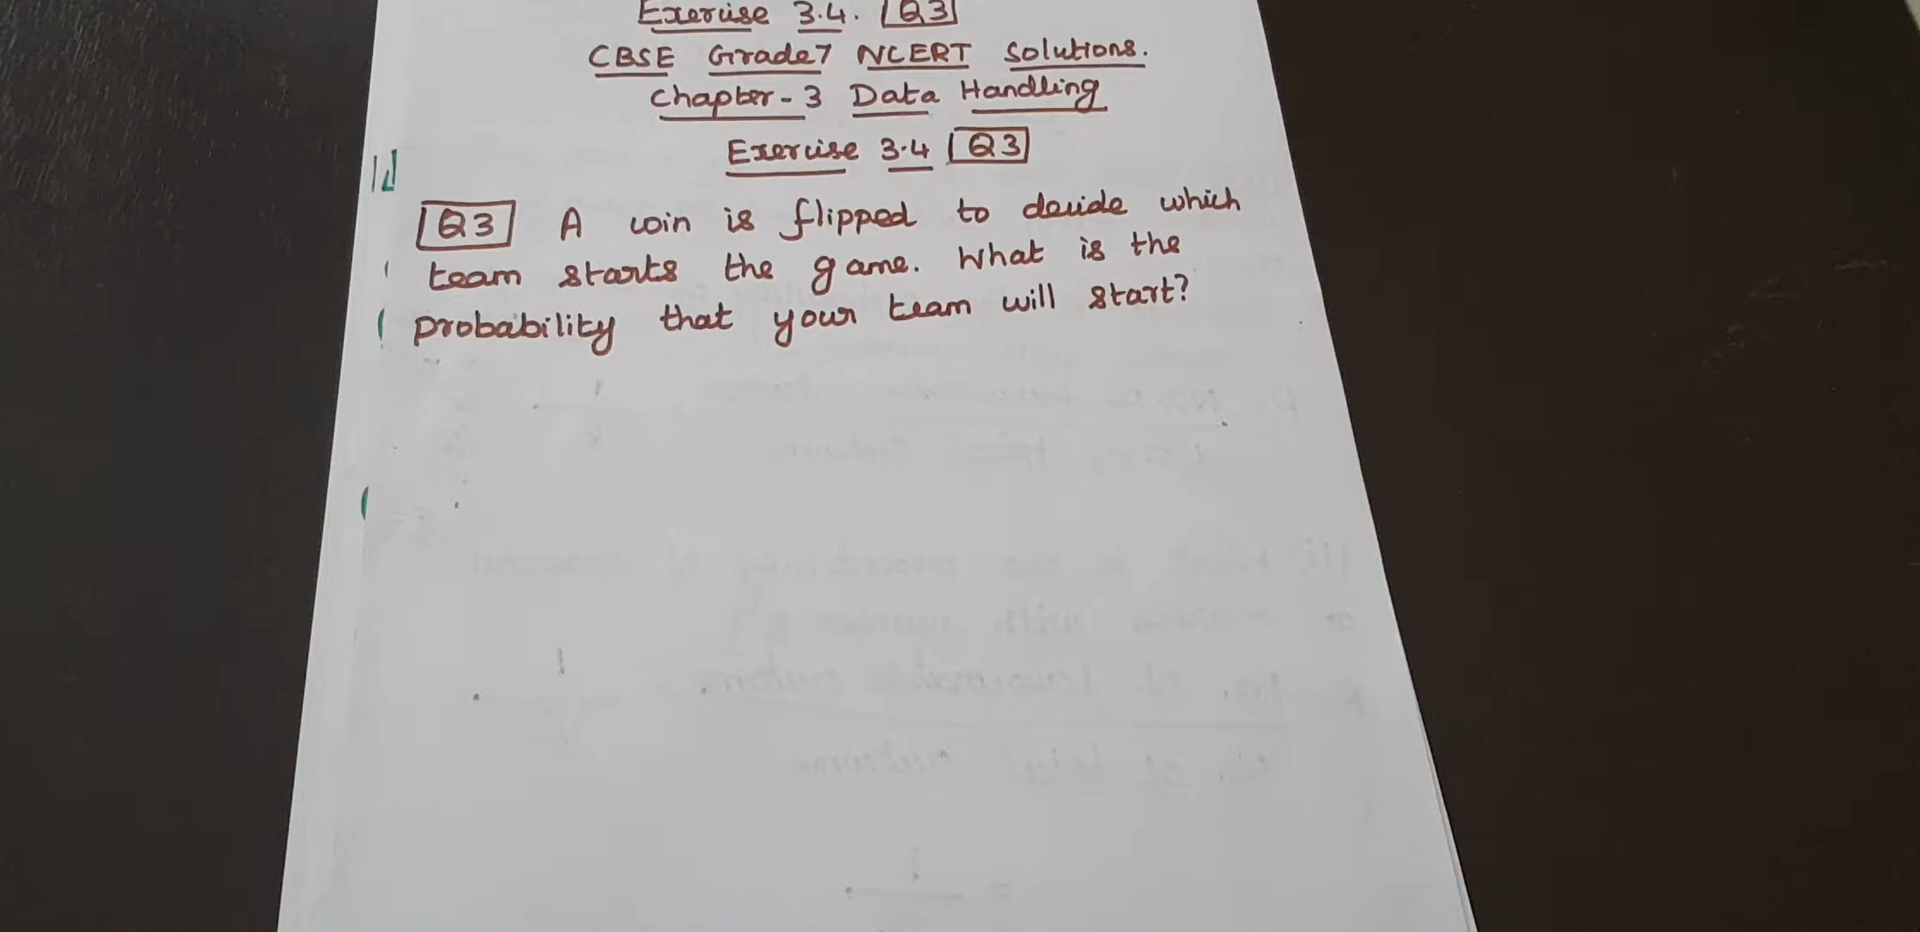 Exercise 3.4. Q3
CBSE Grade7 NCERT Solutions.
Chapter-3 Data Handling
Exercise 3.4 Q3
Q3 A coin is flipped to decide which
team starts the game. What is the
probability that your team will start?